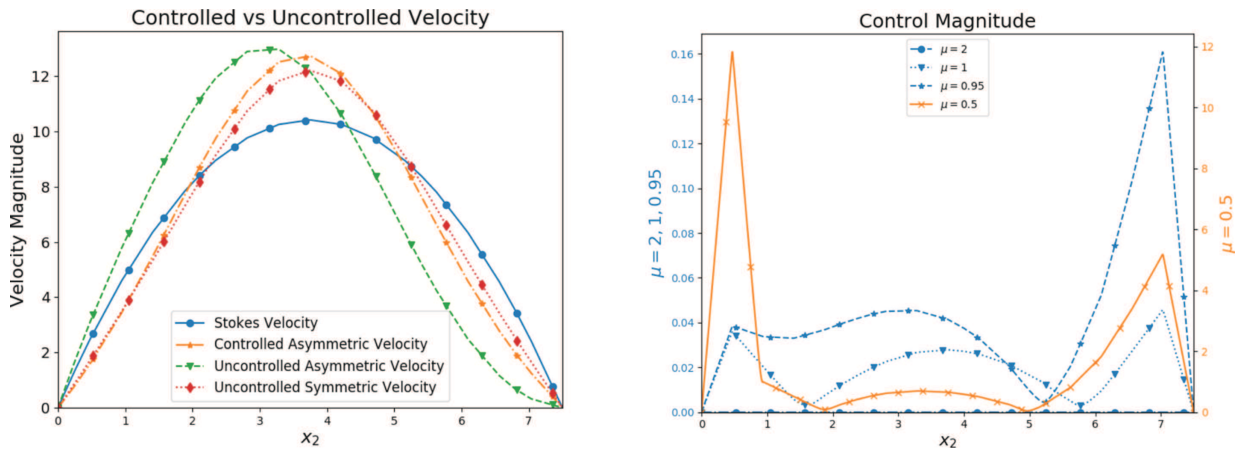 Controlled vs Uncontrolled Velocity
Velocity Magnitude
12
10
8
6
4
2
0
Stokes Velocity
Controlled Asymmetric Velocity
Uncontrolled Asymmetric Velocity
Uncontrolled Symmetric Velocity
0 1 2 3 4 5 6 7
x₂
Control Magnitude
μ = 2, 1, 0.95
0.16
0.14
0.12
0.10
0.08
0.06
0.04
0.02
0.00
μ = 2
μ = 1
μ = 0.95
μ = 0.5
12
10
8
6
4
2
0
μ = 0.5
0 1 2 3 4 5 6 7
x₂